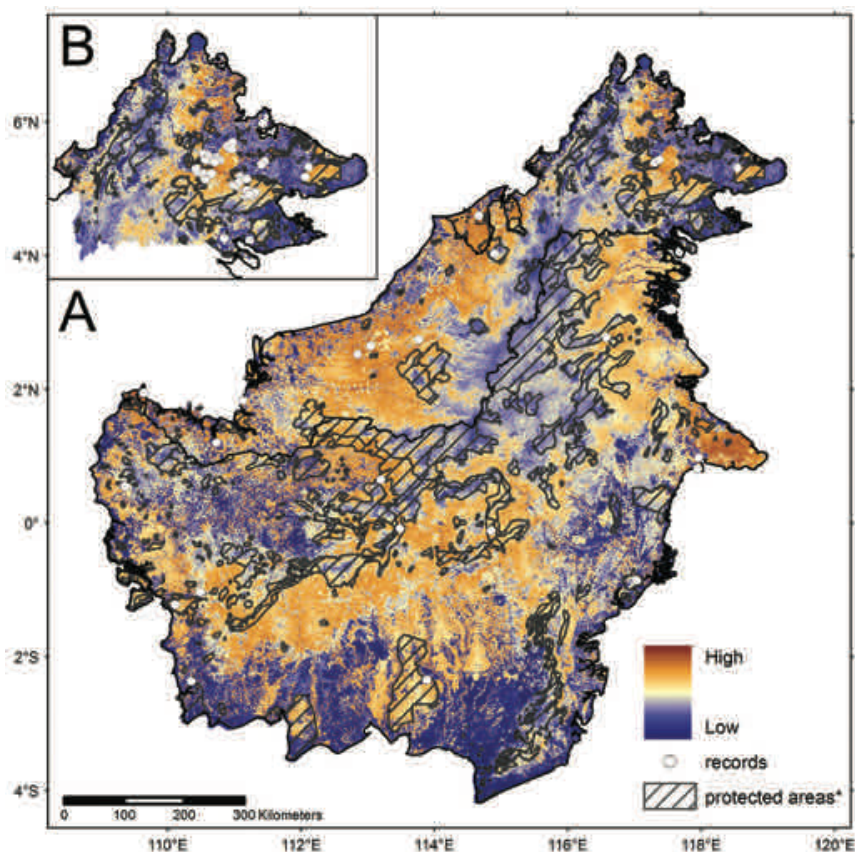 B
6°N
4°N
A
2°N
0°
2°S
4°S
High
Low
records
protected areas*
0 100 200 300 Kilometers
110°E 112°E 114°E 116°E 118°E 120°E